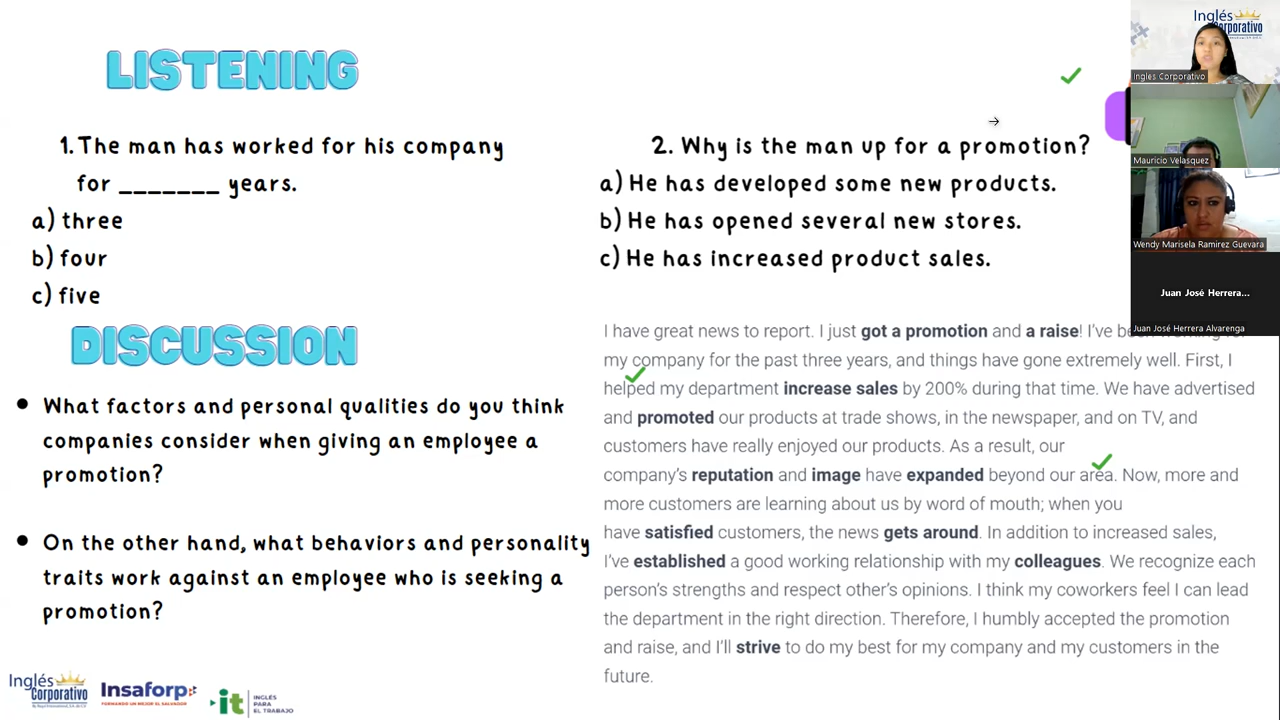 LISTENING
1. The man has worked for his company
for _______ years.
a) three
b) four
c) five
2. Why is the man up for a promotion?
a) He has developed some new products.
b) He has opened several new stores.
c) He has increased product sales.
DISCUSSION
• What factors and personal qualities do you think
companies consider when giving an employee a
promotion?
• On the other hand, what behaviors and personality
traits work against an employee who is seeking a
promotion?
I have great news to report. I just got a promotion and a raise! I've
my company for the past three years, and things have gone extremely well. First, I
helped my department increase sales by 200% during that time. We have advertised
and promoted our products at trade shows, in the newspaper, and on TV, and
customers have really enjoyed our products. As a result, our
company's reputation and image have expanded beyond our area. Now, more and
more customers are learning about us by word of mouth; when you
have satisfied customers, the news gets around. In addition to increased sales,
I've established a good working relationship with my colleagues. We recognize each
person's strengths and respect other's opinions. I think my coworkers feel I can lead
the department in the right direction. Therefore, I humbly accepted the promotion
and raise, and I'll strive to do my best for my company and my customers in the
future.
Inglés
Corporativo
Insaforp
FORMANDO UN MEJOR EL SALVADOR
it
INGLÉS
PARA
EL TRABAJO
Inglés
Corporativo
Ingles Corporativo
Mauricio Velasquez
Wendy Marisela Ramirez Guevara
Juan José Herrera...
Juan José Herrera Alvarenga